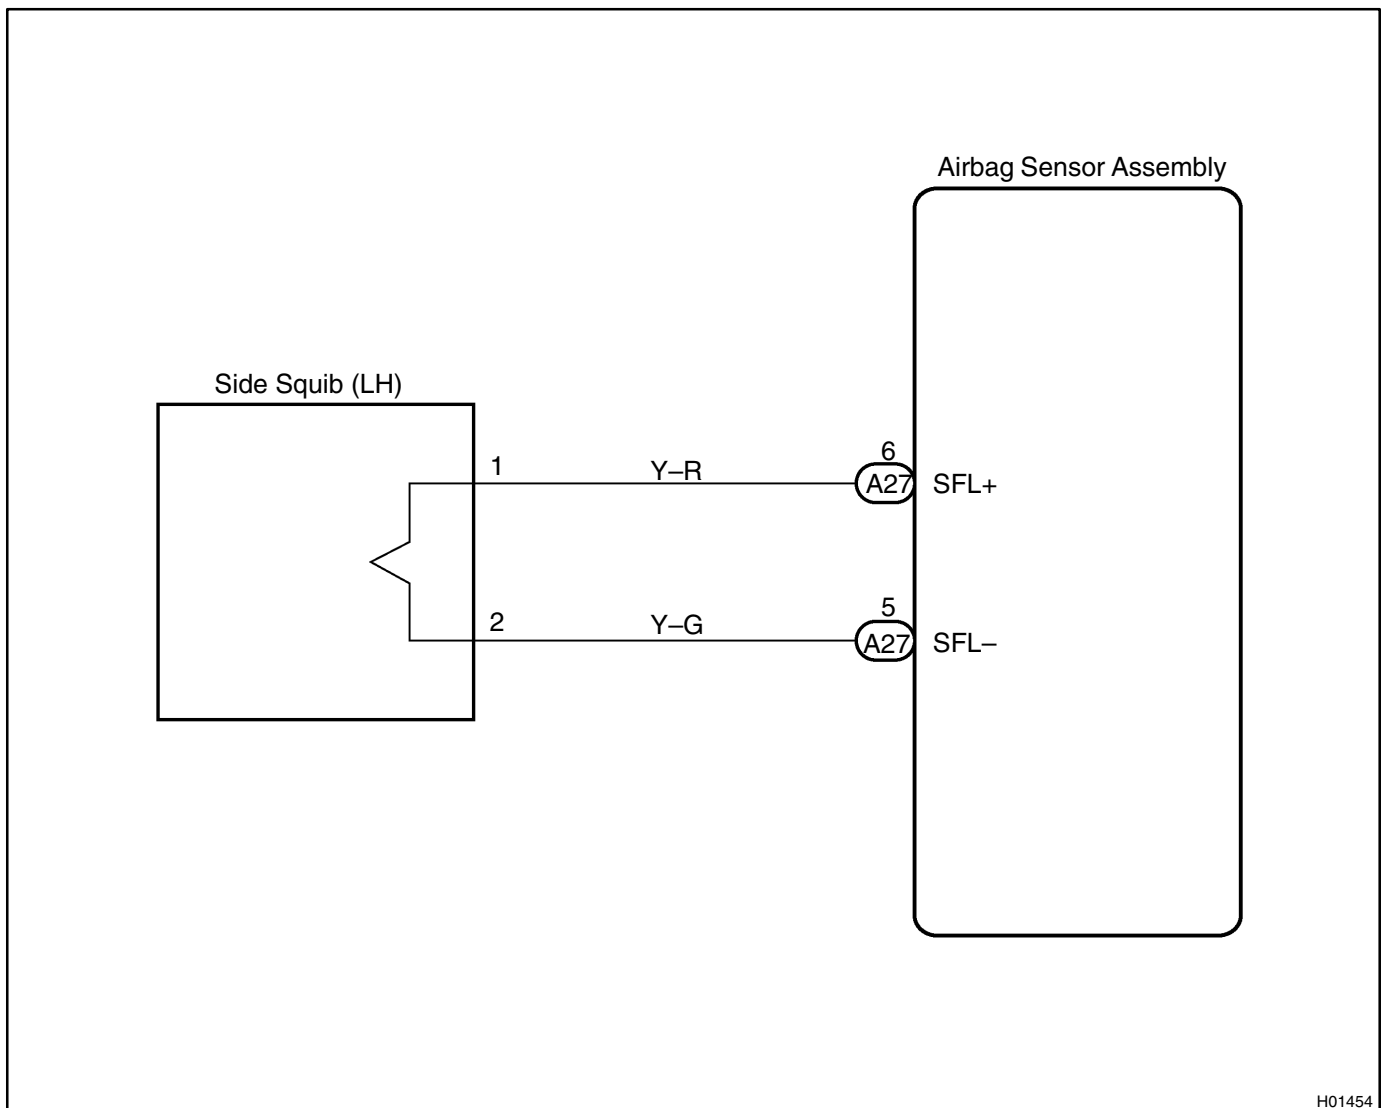 Airbag Sensor Assembly
Side Squib (LH)
1
Y–R
6
A27
SFL+
2
Y–G
5
A27
SFL–
H01454